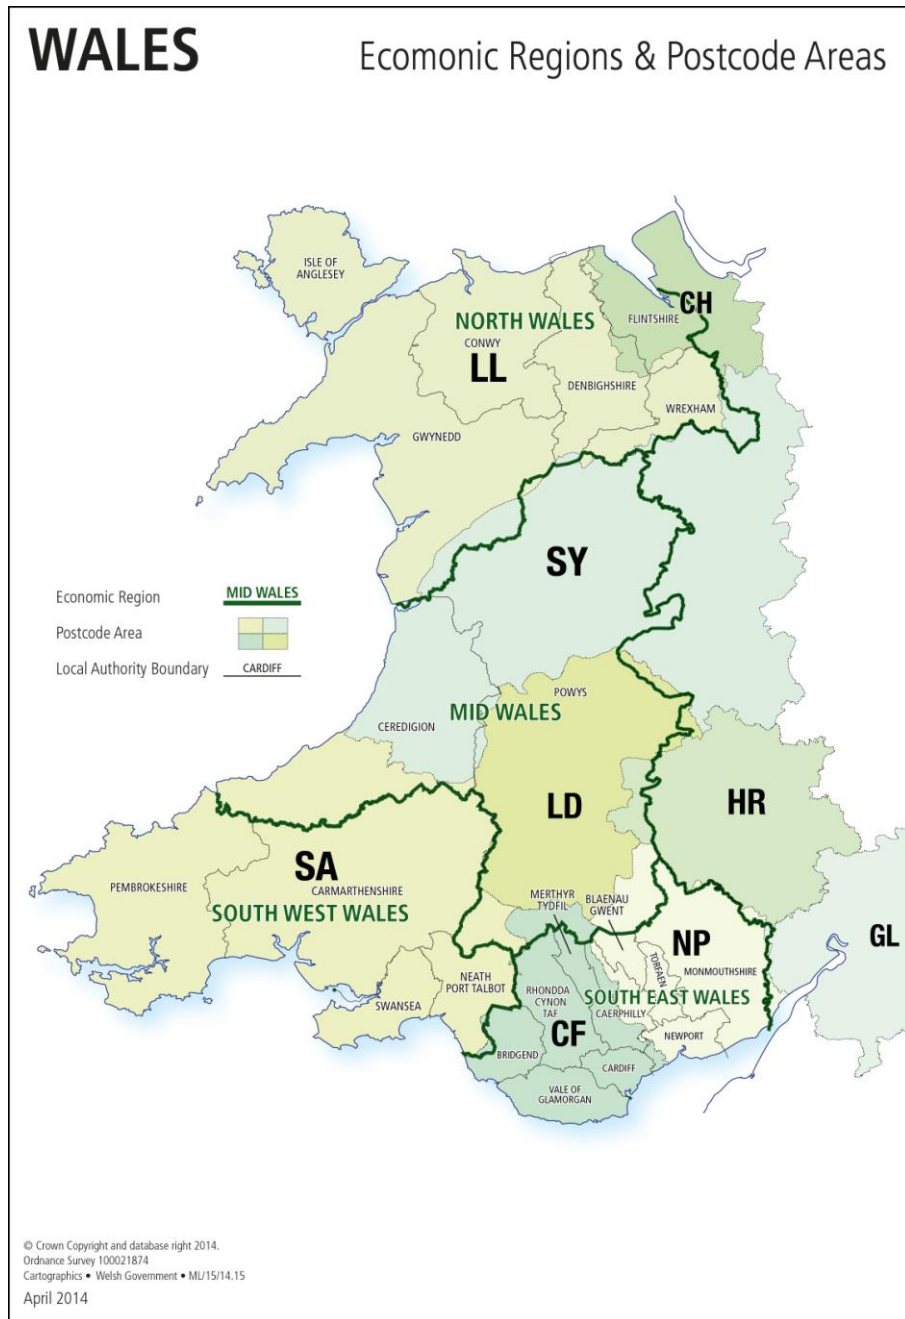 WALES
Ecomonic Regions & Postcode Areas
ISLE OF
ANGLESEY
CH
FLINTSHIRE
NORTH WALES
CONWY
LL
DENBIGHSHIRE
WREXHAM
GWYNEDD
SY
Economic Region
MID WALES
Postcode Area
Local Authority Boundary
CARDIFF
POWYS
MID WALES
CEREDIGION
LD
HR
SA
PEMBROKESHIRE
CARMARTHENSHIRE
SOUTH WEST WALES
MERTHYR
TYDFIL
BLAENAU
GWENT
NP
GL
TORFAEN
MONMOUTHSHIRE
NEATH
PORT TALBOT
SWANSEA
RHONDDA
CYNON
TAF
SOUTH EAST WALES
CAERPHILLY
CF
NEWPORT
BRIDGEND
CARDIFF
VALE OF
GLAMORGAN
© Crown Copyright and database right 2014.
Ordnance Survey 100021874
Cartographics • Welsh Government • ML/15/14.15
April 2014